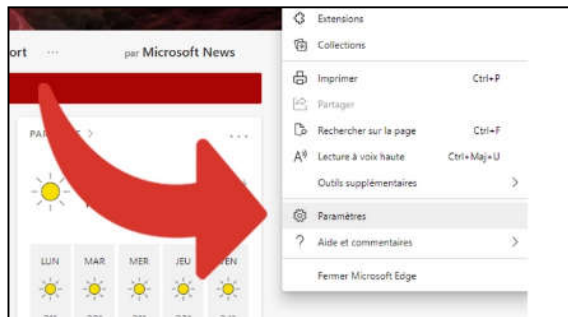 Extensions
Collections
ort ... par Microsoft News
Imprimer Ctrl+P
Partager
Rechercher sur la page Ctrl+F
Lecture à voix haute Ctrl+Maj+U
Outils supplémentaires
Paramètres
Aide et commentaires
Fermer Microsoft Edge
LUN MAR MER JEU VEN